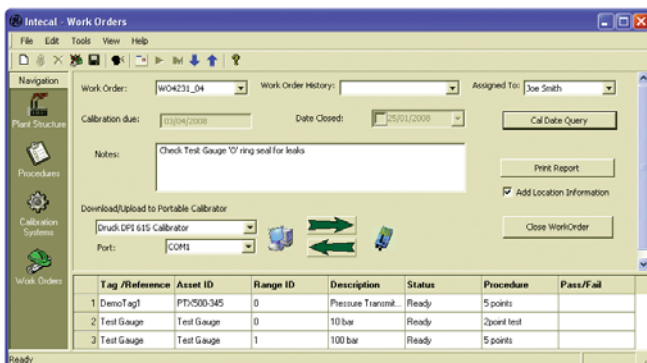 Intecal - Work Orders
File Edit Tools View Help
Navigation
Plant Structure
Procedures
Calibration Systems
Work Orders
Work Order: WO4231_04 Work Order History: Assigned To: Joe Smith
Calibration due: 03/04/2008 Date Closed: 25/01/2008 Cal Date Query
Notes: Check Test Gauge 'O' ring seal for leaks
Print Report
Add Location Information
Download/Upload to Portable Calibrator
Druck DPI 615 Calibrator Close WorkOrder
Port: COM1
Tag /Reference Asset ID Range ID Description Status Procedure Pass/Fail
1 DemoTag1 PTX500-345 0 Pressure Transmit... Ready 5 points
2 Test Gauge Test Gauge 0 10 bar Ready 2point test
3 Test Gauge Test Gauge 1 100 bar Ready 5 points
Ready